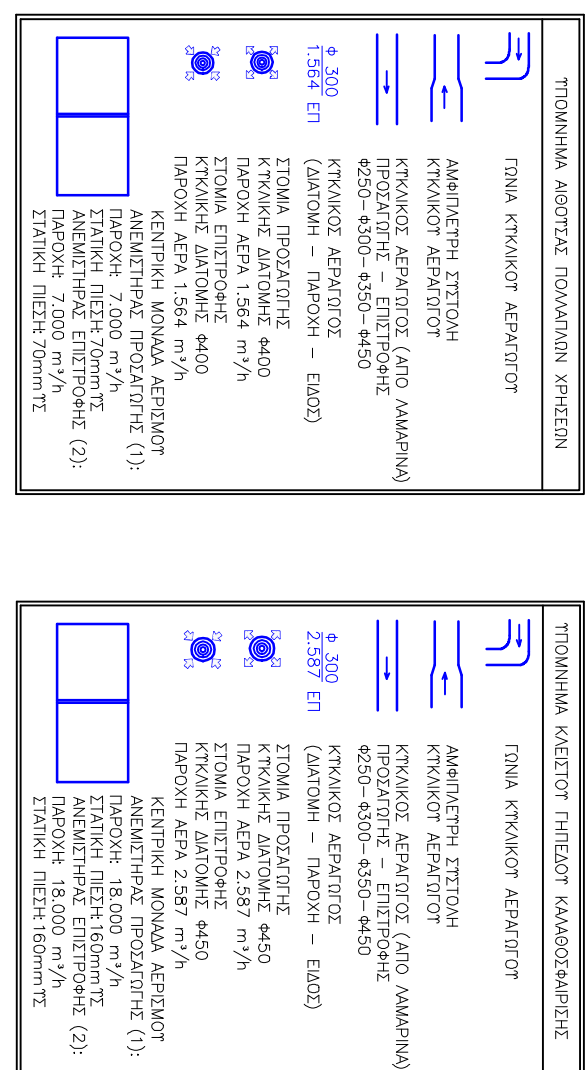 ΥΠΟΜΝΗΜΑ ΑΙΘΟΥΣΑΣ ΠΟΛΛΑΠΛΩΝ ΧΡΗΣΕΩΝ
ΓΩΝΙΑ ΚΥΚΛΙΚΟΥ ΑΕΡΑΓΩΓΟΥ
ΑΜΦΙΠΛΕΥΡΗ ΣΥΣΤΟΛΗ
ΚΥΚΛΙΚΟΥ ΑΕΡΑΓΩΓΟΥ
ΚΥΚΛΙΚΟΣ ΑΕΡΑΓΩΓΟΣ (ΑΠΟ ΛΑΜΑΡΙΝΑ)
ΠΡΟΣΑΓΩΓΗΣ – ΕΠΙΣΤΡΟΦΗΣ
Φ250–Φ300–Φ350–Φ450
Φ 300
1.564 ΕΠ
ΚΥΚΛΙΚΟΣ ΑΕΡΑΓΩΓΟΣ
(ΔΙΑΤΟΜΗ – ΠΑΡΟΧΗ – ΕΙΔΟΣ)
ΣΤΟΜΙΑ ΠΡΟΣΑΓΩΓΗΣ
ΚΥΚΛΙΚΗΣ ΔΙΑΤΟΜΗΣ Φ400
ΠΑΡΟΧΗ ΑΕΡΑ 1.564 m³/h
ΣΤΟΜΙΑ ΕΠΙΣΤΡΟΦΗΣ
ΚΥΚΛΙΚΗΣ ΔΙΑΤΟΜΗΣ Φ400
ΠΑΡΟΧΗ ΑΕΡΑ 1.564 m³/h
ΚΕΝΤΡΙΚΗ ΜΟΝΑΔΑ ΑΕΡΙΣΜΟΥ
ΑΝΕΜΙΣΤΗΡΑΣ ΠΡΟΣΑΓΩΓΗΣ (1):
ΠΑΡΟΧΗ: 7.000 m³/h
ΣΤΑΤΙΚΗ ΠΙΕΣΗ:70mmΥΣ
ΑΝΕΜΙΣΤΗΡΑΣ ΕΠΙΣΤΡΟΦΗΣ (2):
ΠΑΡΟΧΗ: 7.000 m³/h
ΣΤΑΤΙΚΗ ΠΙΕΣΗ:70mmΥΣ
ΥΠΟΜΝΗΜΑ ΚΛΕΙΣΤΟΥ ΓΗΠΕΔΟΥ ΚΑΛΑΘΟΣΦΑΙΡΙΣΗΣ
ΓΩΝΙΑ ΚΥΚΛΙΚΟΥ ΑΕΡΑΓΩΓΟΥ
ΑΜΦΙΠΛΕΥΡΗ ΣΥΣΤΟΛΗ
ΚΥΚΛΙΚΟΥ ΑΕΡΑΓΩΓΟΥ
ΚΥΚΛΙΚΟΣ ΑΕΡΑΓΩΓΟΣ (ΑΠΟ ΛΑΜΑΡΙΝΑ)
ΠΡΟΣΑΓΩΓΗΣ – ΕΠΙΣΤΡΟΦΗΣ
Φ250–Φ300–Φ350–Φ450
Φ 300
2.587 ΕΠ
ΚΥΚΛΙΚΟΣ ΑΕΡΑΓΩΓΟΣ
(ΔΙΑΤΟΜΗ – ΠΑΡΟΧΗ – ΕΙΔΟΣ)
ΣΤΟΜΙΑ ΠΡΟΣΑΓΩΓΗΣ
ΚΥΚΛΙΚΗΣ ΔΙΑΤΟΜΗΣ Φ450
ΠΑΡΟΧΗ ΑΕΡΑ 2.587 m³/h
ΣΤΟΜΙΑ ΕΠΙΣΤΡΟΦΗΣ
ΚΥΚΛΙΚΗΣ ΔΙΑΤΟΜΗΣ Φ450
ΠΑΡΟΧΗ ΑΕΡΑ 2.587 m³/h
ΚΕΝΤΡΙΚΗ ΜΟΝΑΔΑ ΑΕΡΙΣΜΟΥ
ΑΝΕΜΙΣΤΗΡΑΣ ΠΡΟΣΑΓΩΓΗΣ (1):
ΠΑΡΟΧΗ: 18.000 m³/h
ΣΤΑΤΙΚΗ ΠΙΕΣΗ:160mmΥΣ
ΑΝΕΜΙΣΤΗΡΑΣ ΕΠΙΣΤΡΟΦΗΣ (2):
ΠΑΡΟΧΗ: 18.000 m³/h
ΣΤΑΤΙΚΗ ΠΙΕΣΗ:160mmΥΣ